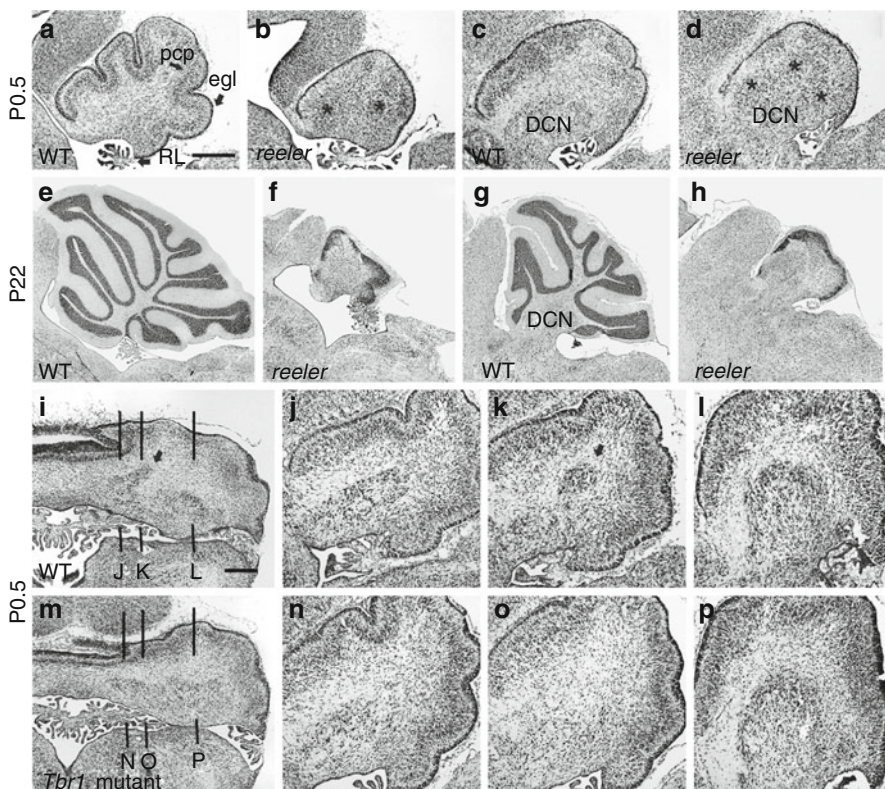 a
b
c
d
pcp
egl
P0.5
DCN
DCN
WT
RL
reeler
WT
reeler
e
f
g
h
P22
DCN
WT
reeler
WT
reeler
i
j
k
l
P0.5
WT
J K L
m
n
o
p
N O P
Tbr1 mutant